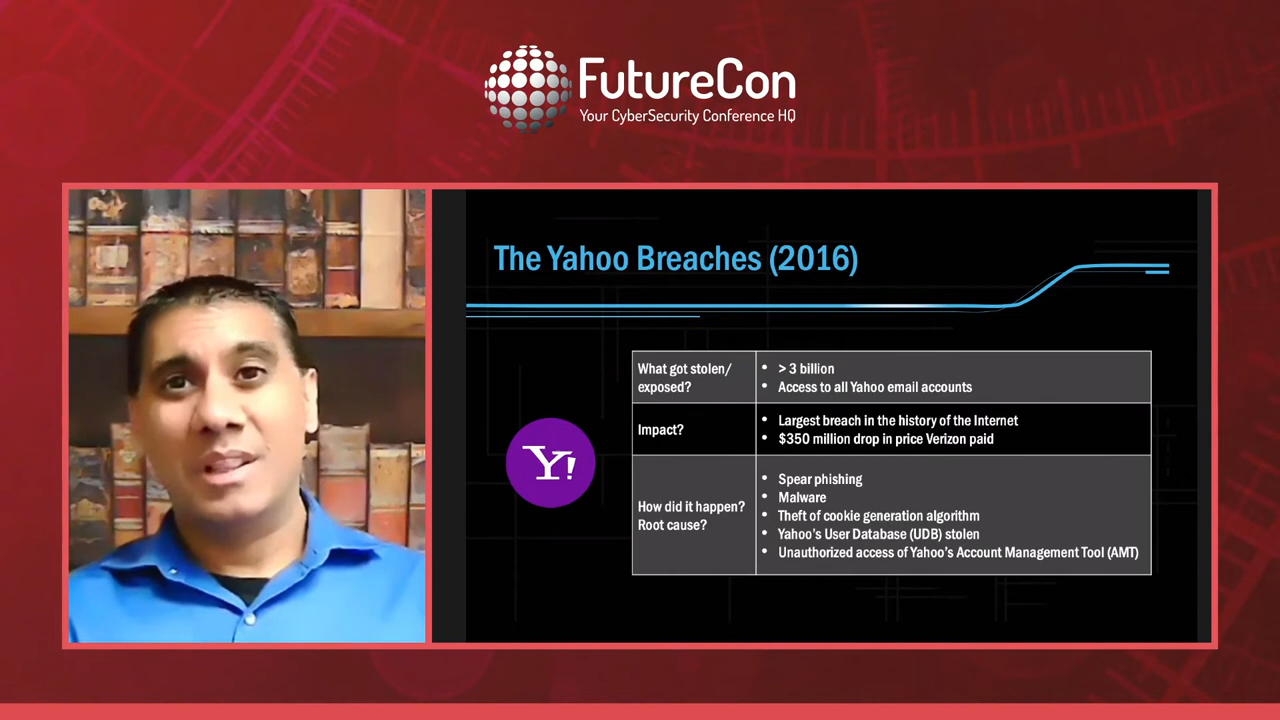 FutureCon
Your CyberSecurity Conference HQ
The Yahoo Breaches (2016)
Y!
What got stolen/
exposed?
• > 3 billion
• Access to all Yahoo email accounts
Impact?
• Largest breach in the history of the Internet
• $350 million drop in price Verizon paid
How did it happen?
Root cause?
• Spear phishing
• Malware
• Theft of cookie generation algorithm
• Yahoo's User Database (UDB) stolen
• Unauthorized access of Yahoo's Account Management Tool (AMT)